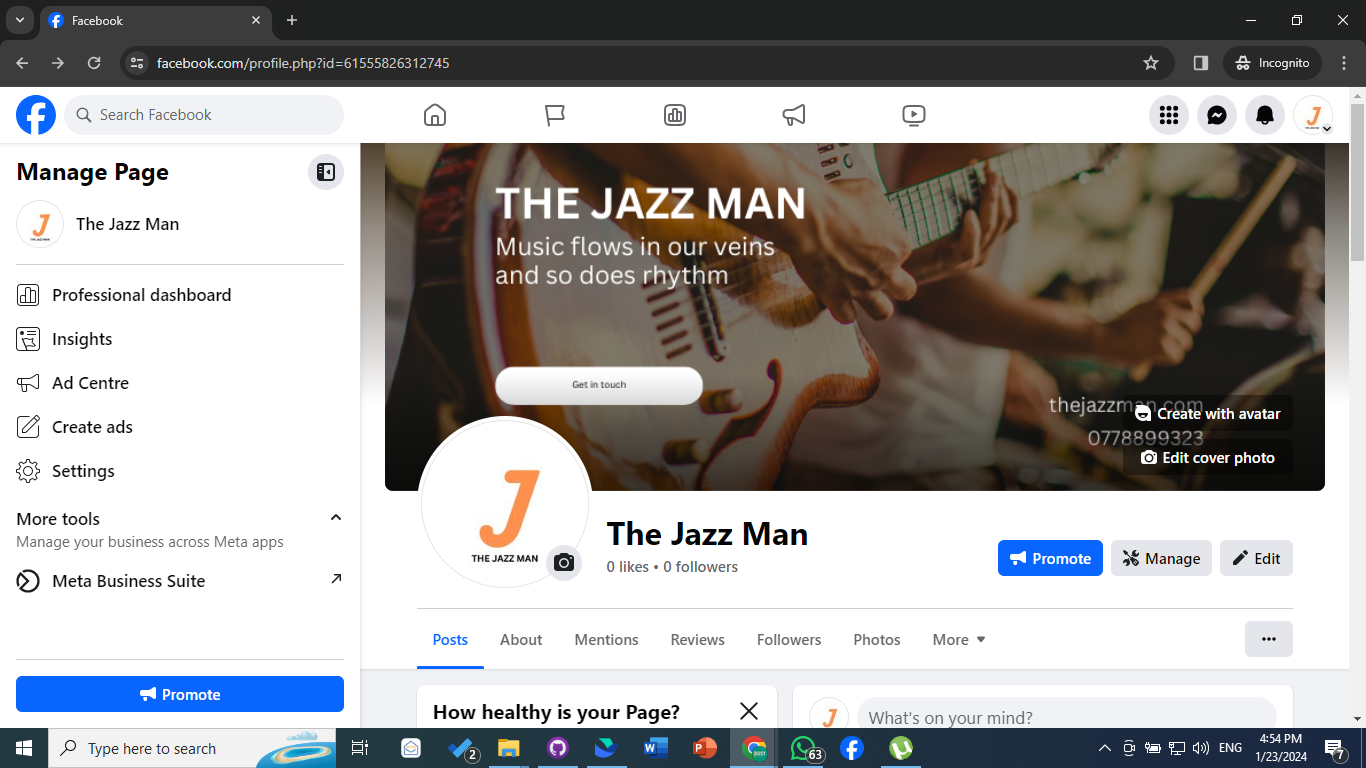 Facebook
facebook.com/profile.php?id=61555826312745
Incognito
Search Facebook
Manage Page
The Jazz Man
Professional dashboard
Insights
Ad Centre
Create ads
Settings
More tools
Manage your business across Meta apps
Meta Business Suite
Promote
THE JAZZ MAN
Music flows in our veins
and so does rhythm
Get in touch
thejazzman.com
0778899323
Create with avatar
Edit cover photo
J
THE JAZZ MAN
The Jazz Man
0 likes • 0 followers
Promote
Manage
Edit
Posts
About
Mentions
Reviews
Followers
Photos
More
How healthy is your Page?
What's on your mind?
Type here to search
2
63
ENG
4:54 PM
1/23/2024
7